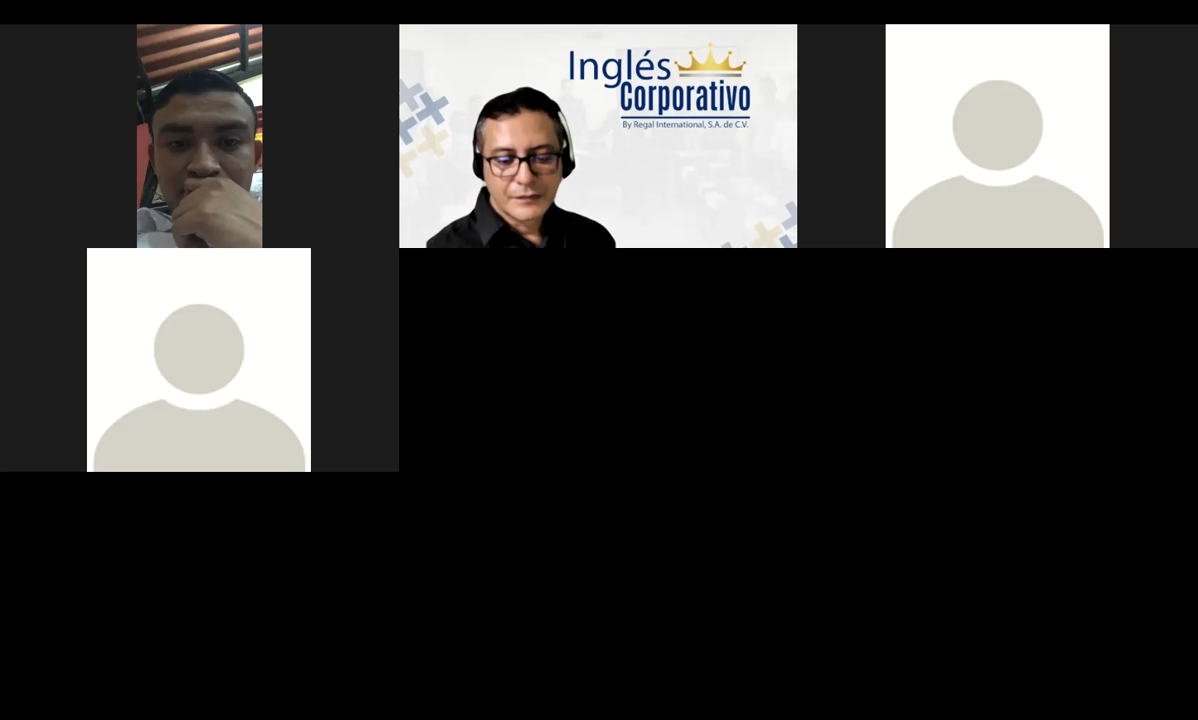 Inglés
Corporativo
By Regal International, S.A. de C.V.